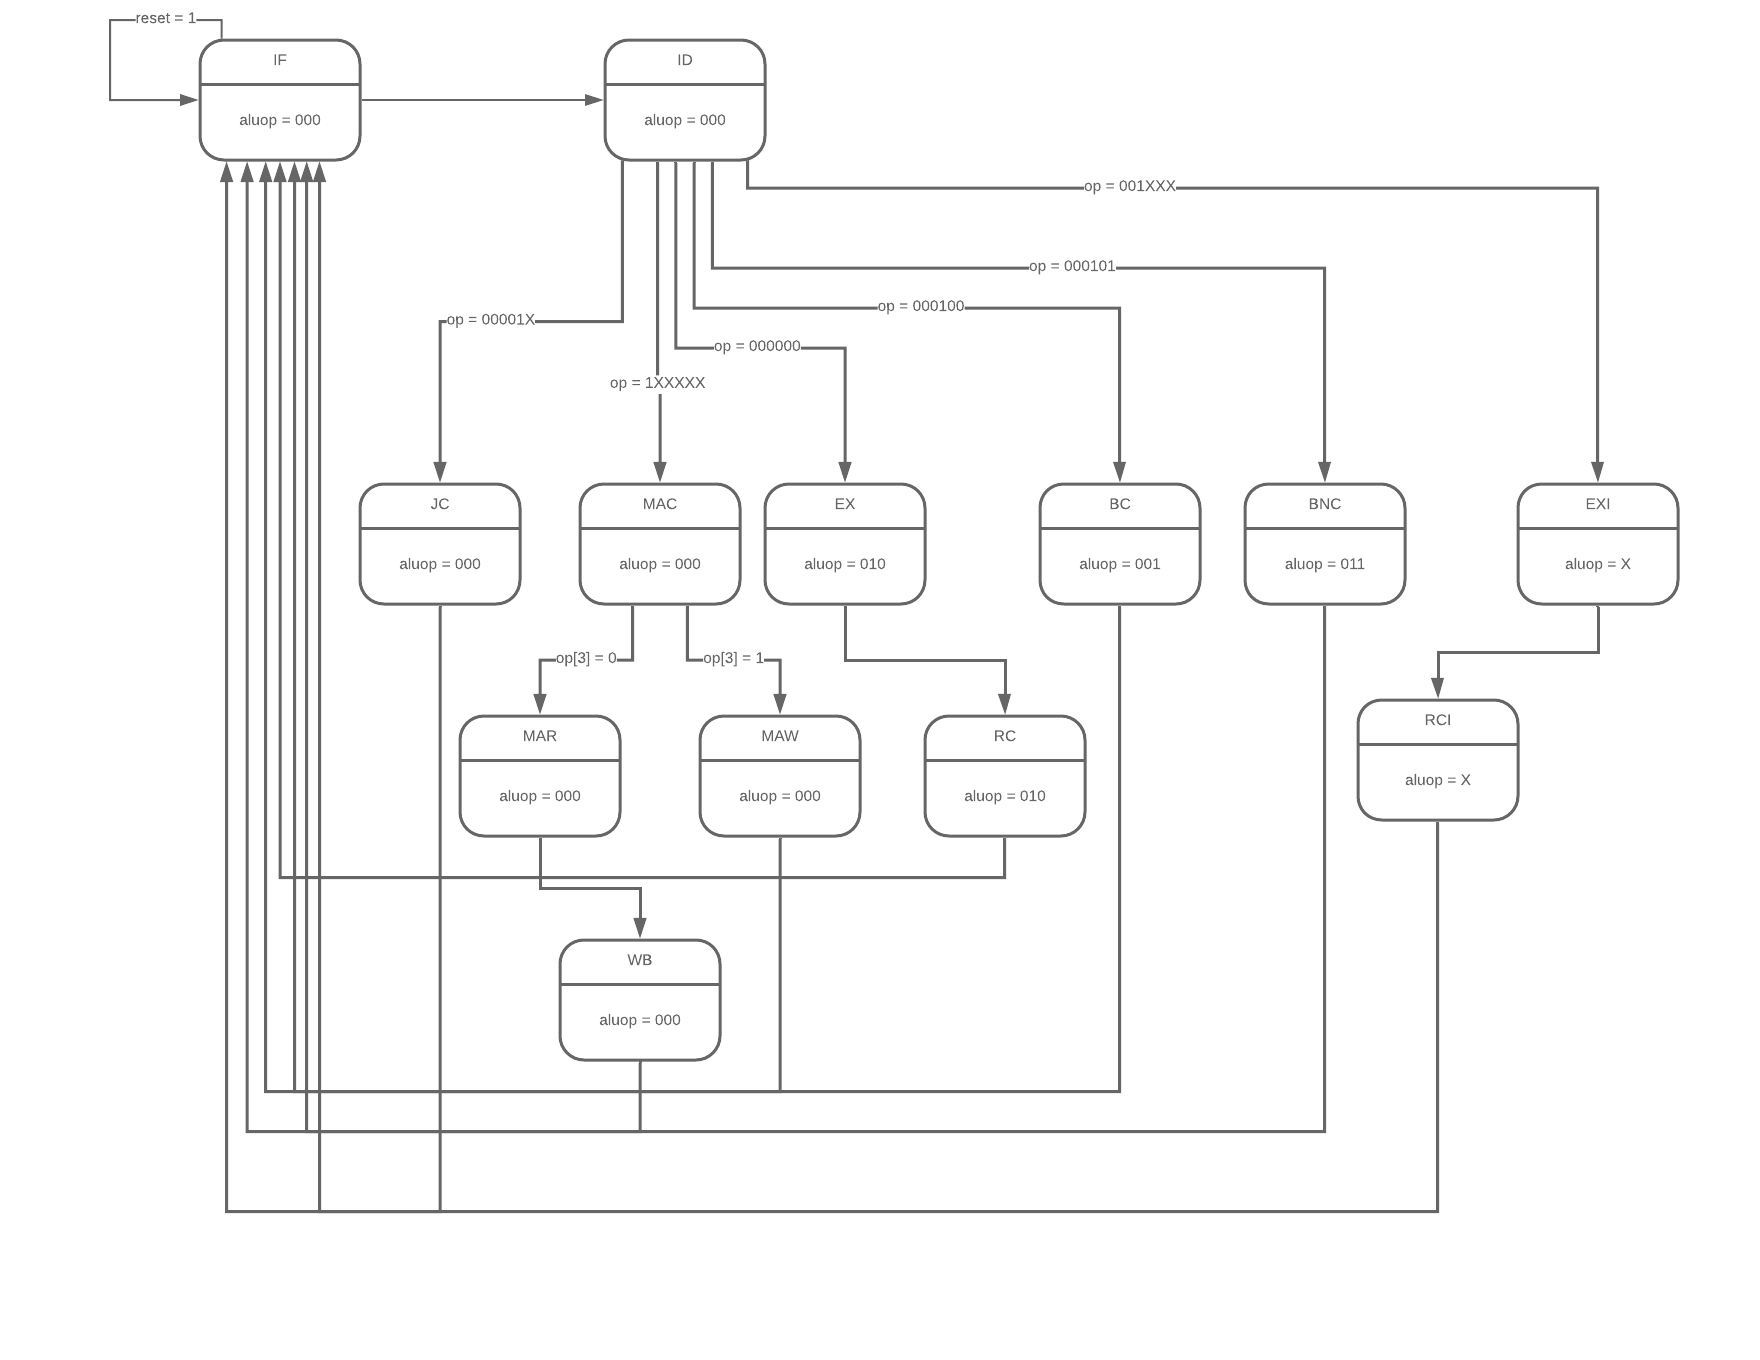 reset = 1
IF
aluop = 000
ID
aluop = 000
op = 001XXX
op = 000101
op = 000100
op = 00001X
op = 000000
op = 1XXXXX
JC
aluop = 000
MAC
aluop = 000
EX
aluop = 010
BC
aluop = 001
BNC
aluop = 011
EXI
aluop = X
op[3] = 0
op[3] = 1
MAR
aluop = 000
MAW
aluop = 000
RC
aluop = 010
RCI
aluop = X
WB
aluop = 000